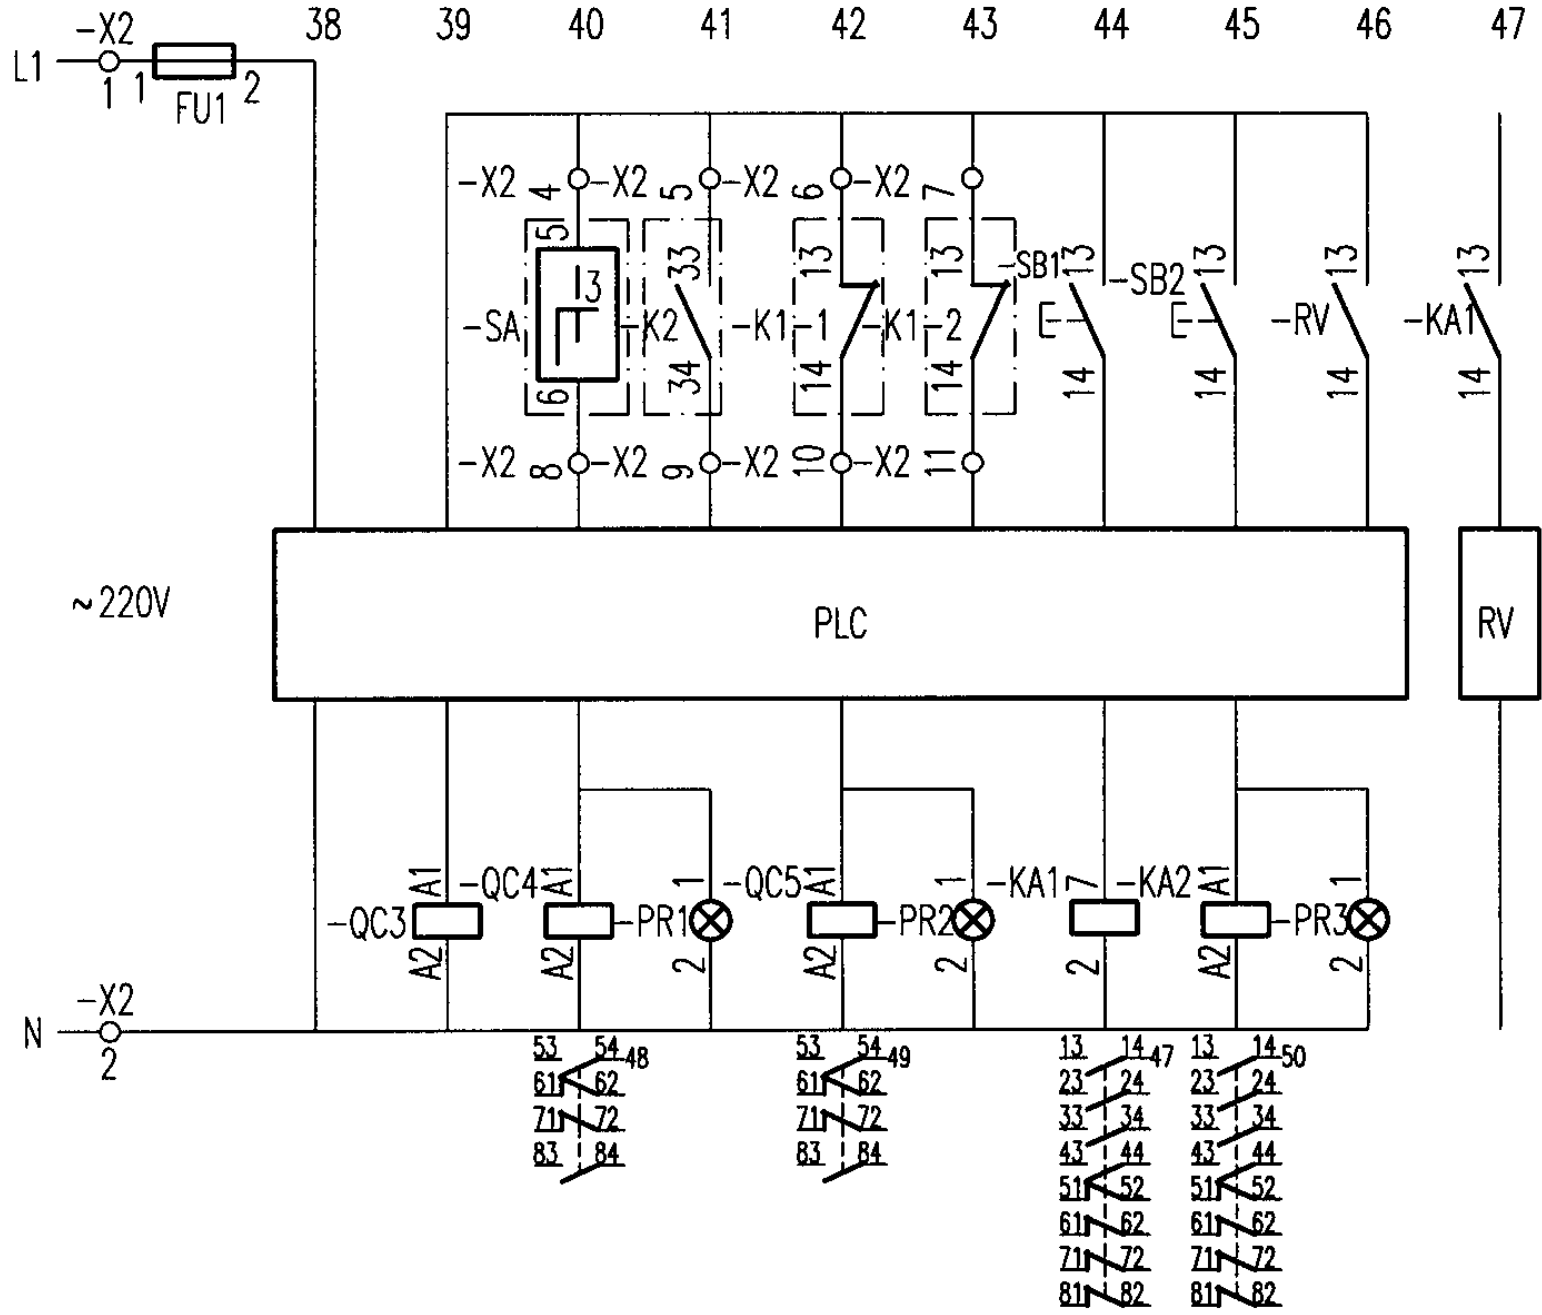 -X2 38 39 40 41 42 43 44 45 46 47
L1
1 1 FU1 2
-X2 4 -X2 5 -X2 6 -X2 7
5 33 13 13 -SB1 13 -SB2 13 13 13
3
-SA -K2 -K1-1 -K1-2 E E -RV -KA1
6 34 14 14 14 14 14 14
-X2 8 -X2 9 -X2 10 -X2 11
~220V PLC RV
A1 -QC4 A1 1 -QC5 A1 1 -KA1 7 -KA2 A1 1
-QC3 -PR1 -PR2 -PR3
A2 A2 2 A2 2 2 A2 2
-X2
N
2
53 54 48 53 54 49 13 14 47 13 14 50
61 62 61 62 23 24 23 24
71 72 71 72 33 34 33 34
83 84 83 84 43 44 43 44
51 52 51 52
61 62 61 62
71 72 71 72
81 82 81 82